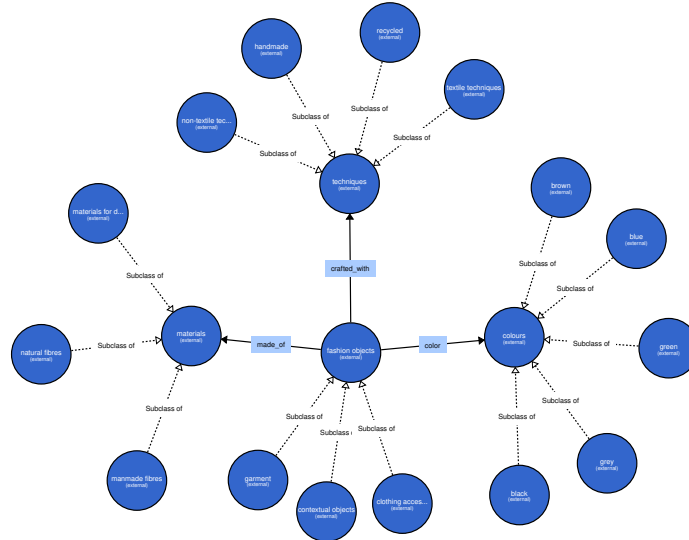 recycled
(external)
handmade
(external)
textile techniques
(external)
Subclass of
Subclass of
non-textile tec...
(external)
Subclass of
Subclass of
techniques
(external)
brown
(external)
materials for d...
(external)
blue
(external)
Subclass of
crafted_with
Subclass of
Subclass of
materials
(external)
colours
(external)
natural fibres
(external)
Subclass of
made_of
fashion objects
(external)
color
Subclass of
green
(external)
Subclass of
Subclass of
Subclass of
Subclass of
Subclass of
Subclass of
manmade fibres
(external)
garment
(external)
contextual objects
(external)
clothing acces...
(external)
black
(external)
grey
(external)